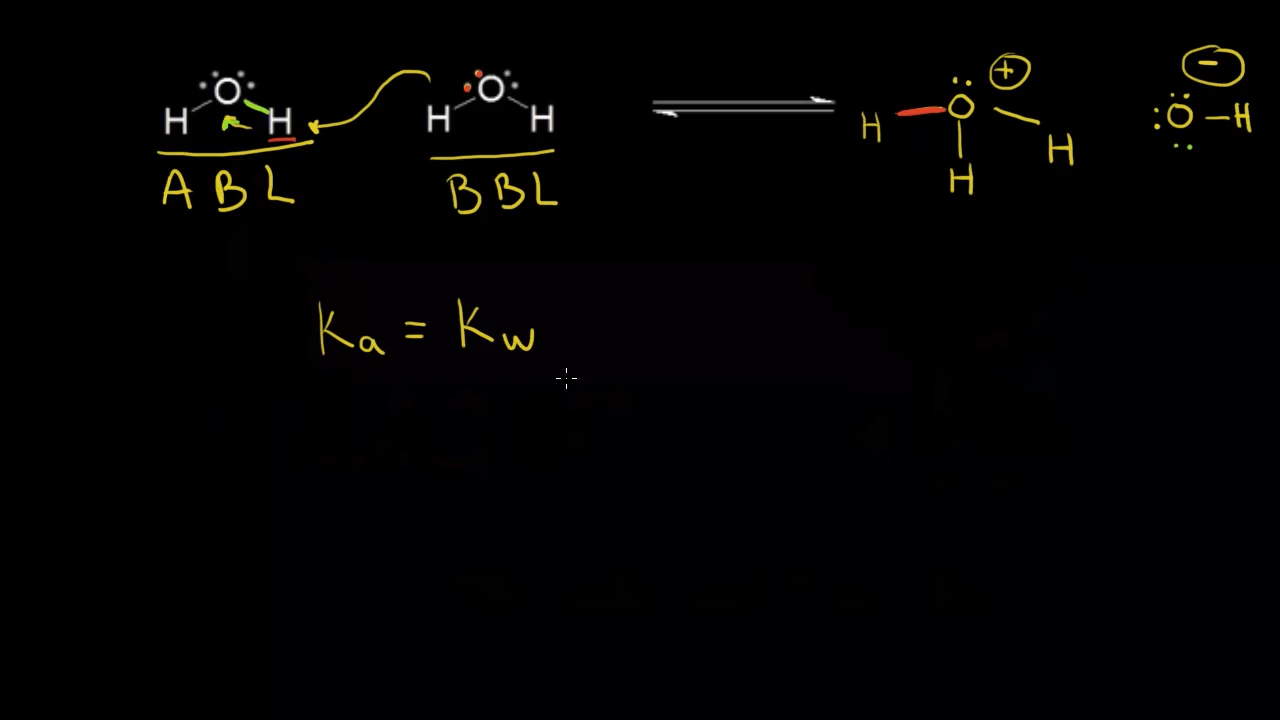 H O H H O H H O H H + O H −
A B L B B L
Ka = Kw